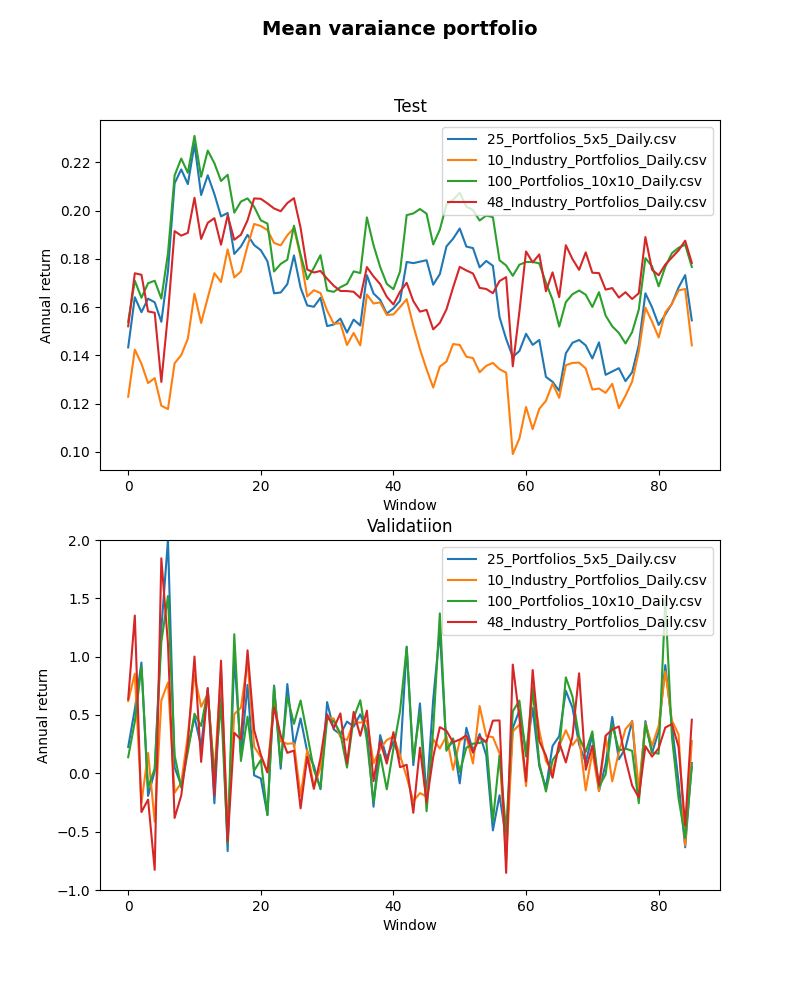 Mean varaiance portfolio
Test
25_Portfolios_5x5_Daily.csv
10_Industry_Portfolios_Daily.csv
100_Portfolios_10x10_Daily.csv
48_Industry_Portfolios_Daily.csv
Annual return
0.22
0.20
0.18
0.16
0.14
0.12
0.10
0 20 40 60 80
Window
Validatiion
25_Portfolios_5x5_Daily.csv
10_Industry_Portfolios_Daily.csv
100_Portfolios_10x10_Daily.csv
48_Industry_Portfolios_Daily.csv
Annual return
2.0
1.5
1.0
0.5
0.0
−0.5
−1.0
0 20 40 60 80
Window